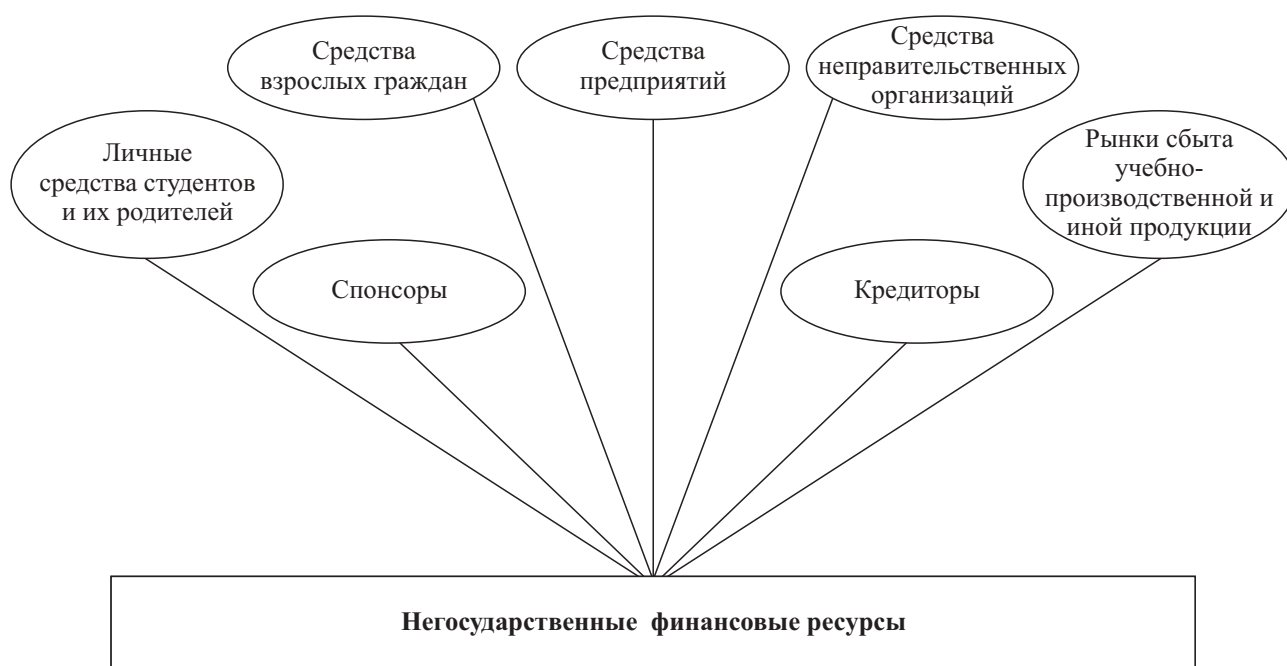 Средства
взрослых граждан
Средства
предприятий
Средства
неправительственных
организаций
Личные
средства студентов
и их родителей
Рынки сбыта
учебно-
производственной и
иной продукции
Спонсоры
Кредиторы
Негосударственные финансовые ресурсы